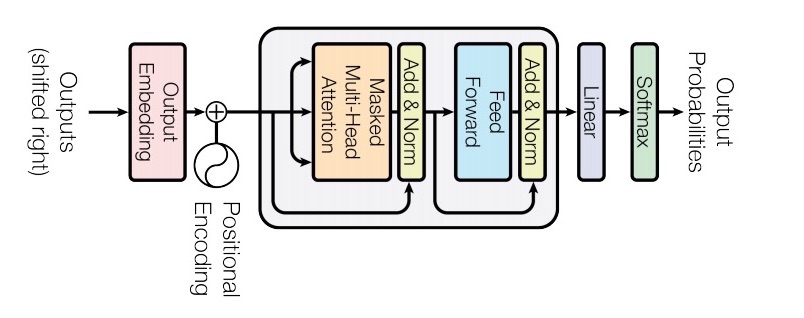 Outputs
(shifted right)
Output
Embedding
Positional
Encoding
Masked
Multi-Head
Attention
Add & Norm
Feed
Forward
Add & Norm
Linear
Softmax
Output
Probabilities